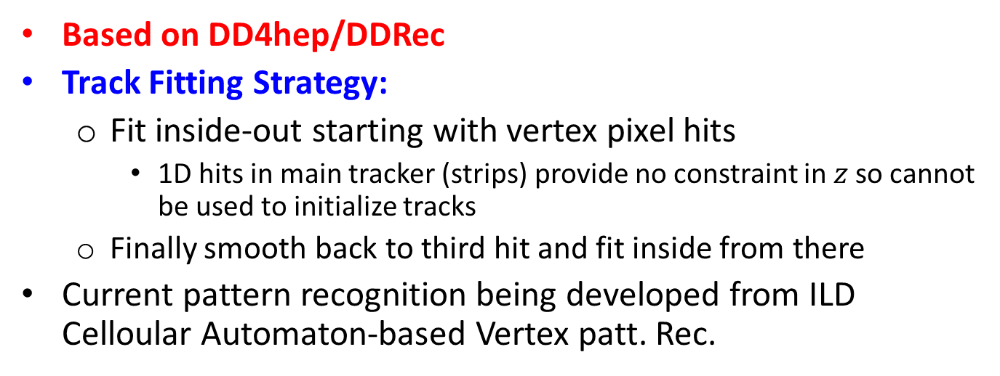 • Based on DD4hep/DDRec
• Track Fitting Strategy:
o Fit inside-out starting with vertex pixel hits
• 1D hits in main tracker (strips) provide no constraint in z so cannot
be used to initialize tracks
o Finally smooth back to third hit and fit inside from there
• Current pattern recognition being developed from ILD
Celloular Automaton-based Vertex patt. Rec.